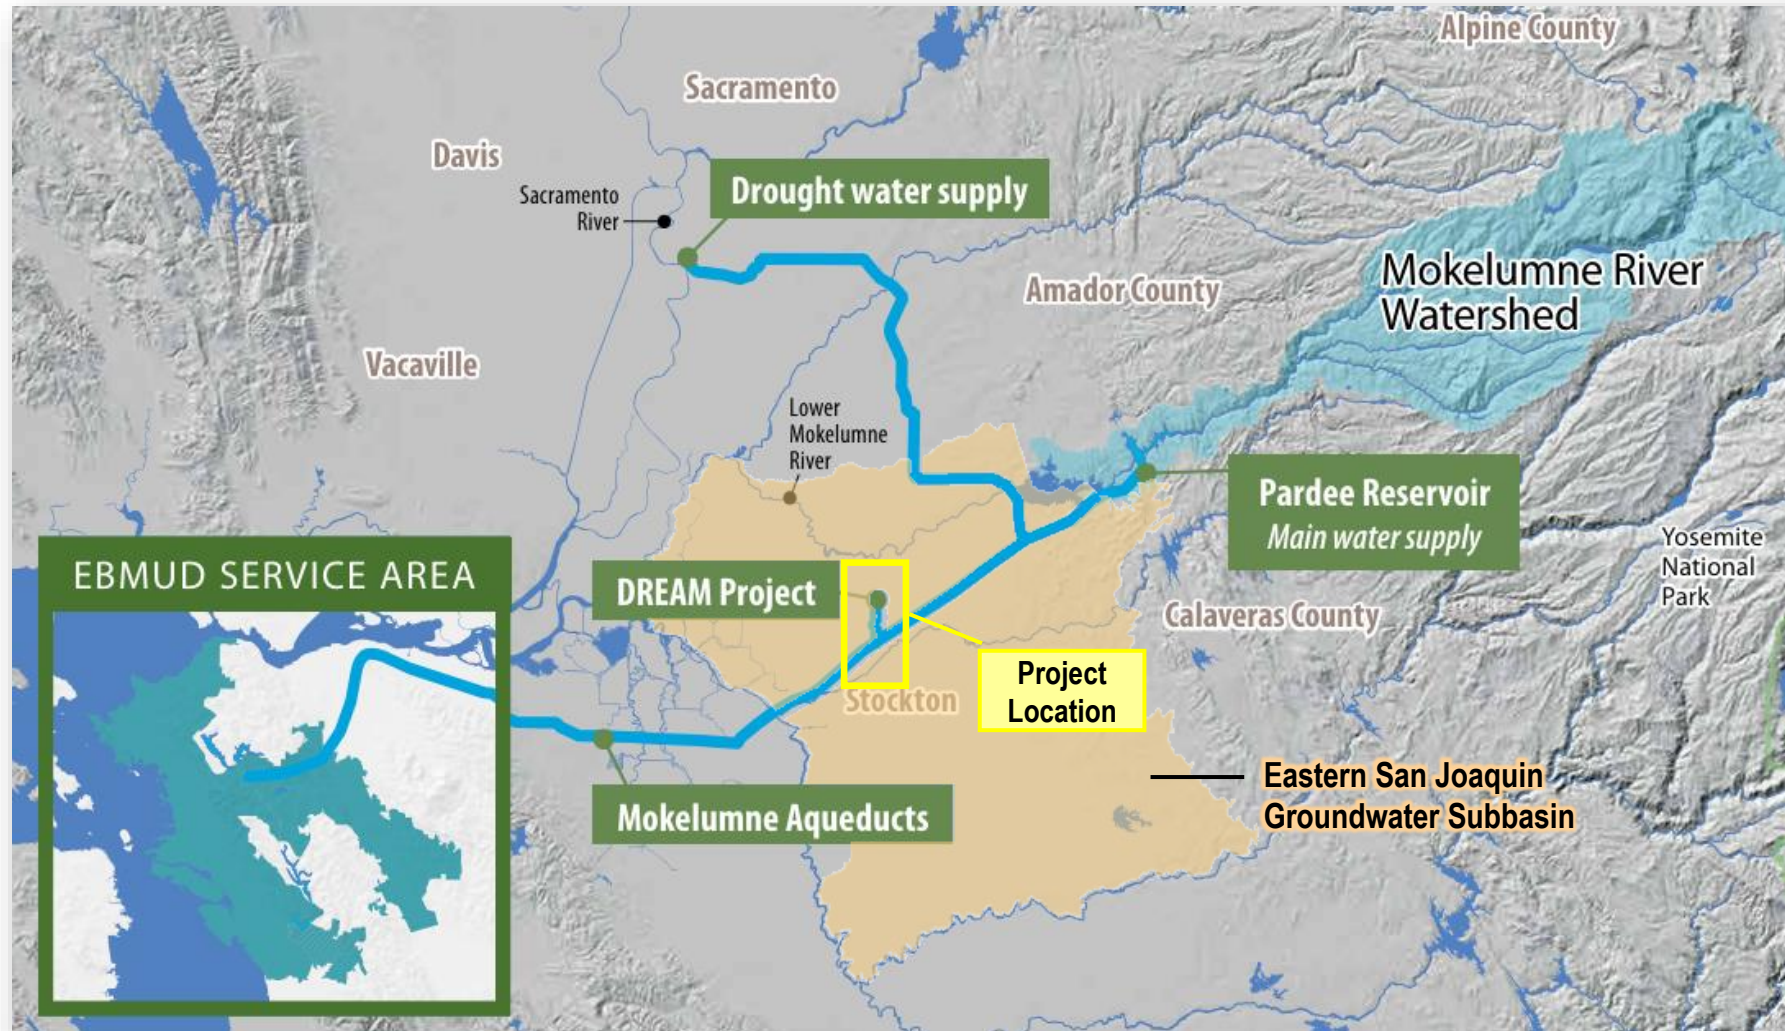 Alpine County
Sacramento
Davis
Sacramento
River
Drought water supply
Mokelumne River
Watershed
Amador County
Vacaville
Lower
Mokelumne
River
Pardee Reservoir
Main water supply
Yosemite
National
Park
EBMUD SERVICE AREA
DREAM Project
Calaveras County
Project
Location
Stockton
Eastern San Joaquin
Groundwater Subbasin
Mokelumne Aqueducts